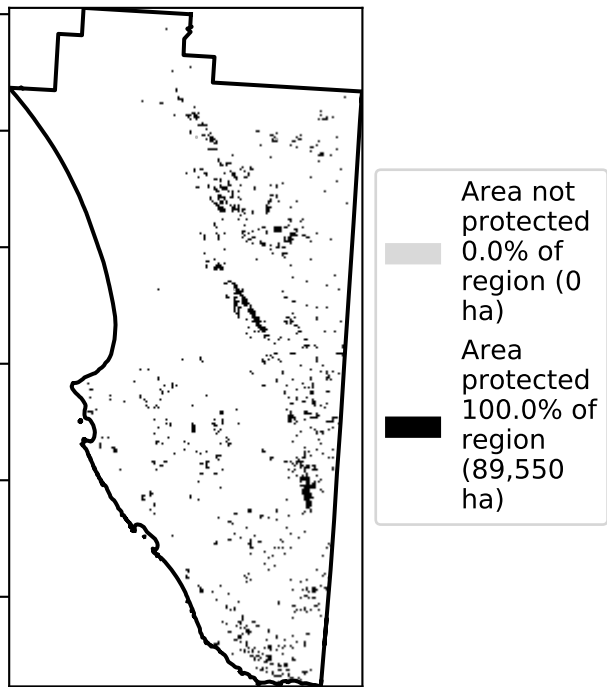 Area not
protected
0.0% of
region (0
ha)
Area
protected
100.0% of
region
(89,550
ha)